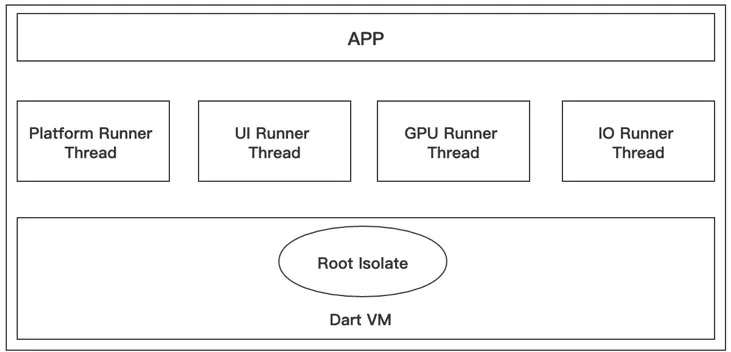 APP
Platform Runner
Thread
UI Runner
Thread
GPU Runner
Thread
IO Runner
Thread
Root Isolate
Dart VM